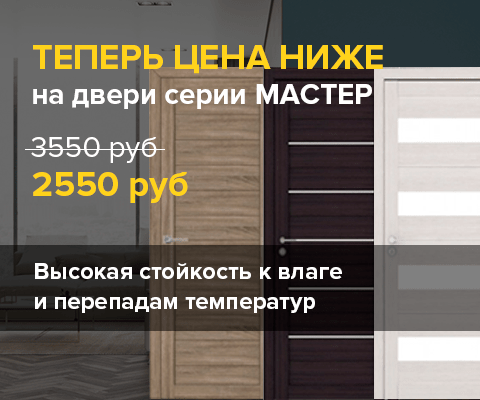 ТЕПЕРЬ ЦЕНА НИЖЕ
на двери серии МАСТЕР
3550 руб
2550 руб
Высокая стойкость к влаге
и перепадам температур